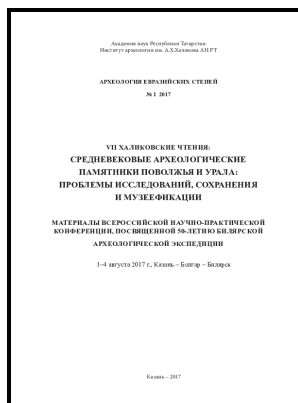 Академия наук Республики Татарстан
Институт археологии им. А.Х.Халикова АН РТ
АРХЕОЛОГИЯ ЕВРАЗИЙСКИХ СТЕПЕЙ
№ 1 2017
VII ХАЛИКОВСКИЕ ЧТЕНИЯ:
СРЕДНЕВЕКОВЫЕ АРХЕОЛОГИЧЕСКИЕ
ПАМЯТНИКИ ПОВОЛЖЬЯ И УРАЛА:
ПРОБЛЕМЫ ИССЛЕДОВАНИЙ, СОХРАНЕНИЯ
И МУЗЕЕФИКАЦИИ
МАТЕРИАЛЫ ВСЕРОССИЙСКОЙ НАУЧНО-ПРАКТИЧЕСКОЙ
КОНФЕРЕНЦИИ, ПОСВЯЩЕННОЙ 50-ЛЕТИЮ БИЛЯРСКОЙ
АРХЕОЛОГИЧЕСКОЙ ЭКСПЕДИЦИИ
1–4 августа 2017 г., Казань – Болгар – Билярск
Казань – 2017